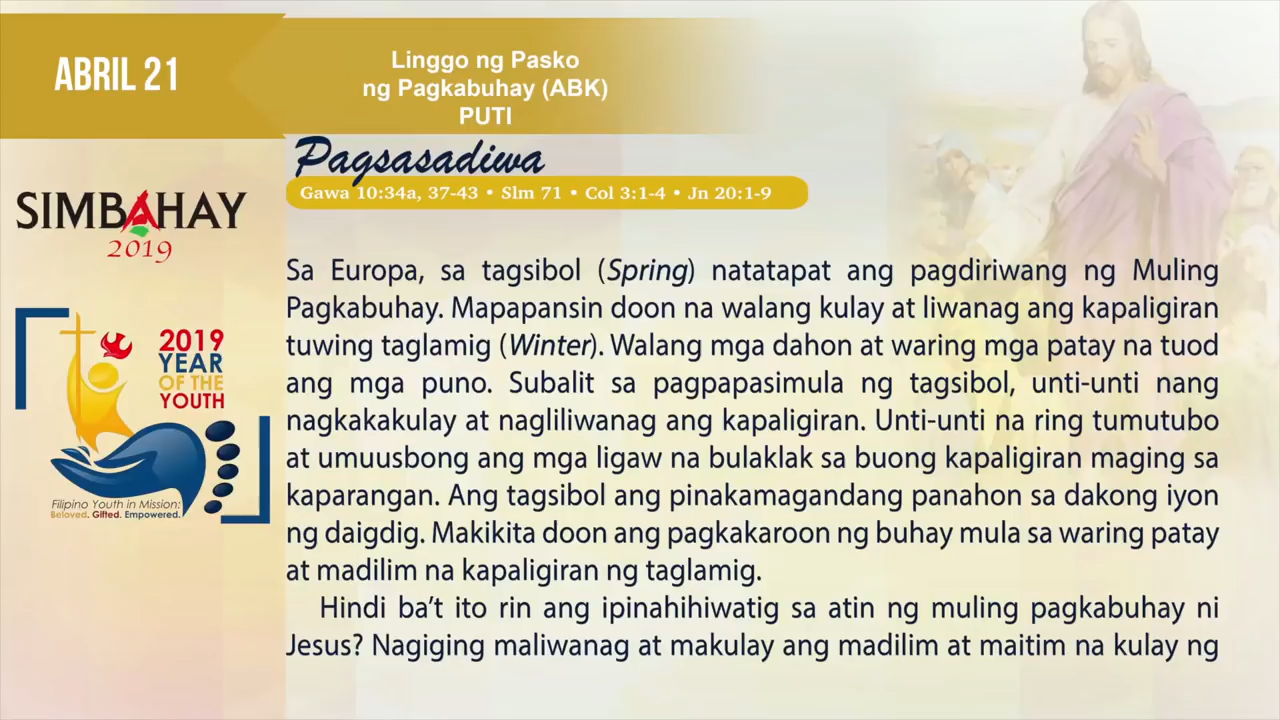 ABRIL 21
Linggo ng Pasko
ng Pagkabuhay (ABK)
PUTI
Pagsasadiwa
Gawa 10:34a, 37-43 • Slm 71 • Col 3:1-4 • Jn 20:1-9
SIMBAHAY
2019
2019
YEAR
OF THE
YOUTH
Filipino Youth in Mission:
Beloved. Gifted. Empowered.
Sa Europa, sa tagsibol (Spring) natatapat ang pagdiriwang ng Muling
Pagkabuhay. Mapapansin doon na walang kulay at liwanag ang kapaligiran
tuwing taglamig (Winter). Walang mga dahon at waring mga patay na tuod
ang mga puno. Subalit sa pagpapasimula ng tagsibol, unti-unti nang
nagkakakulay at nagliliwanag ang kapaligiran. Unti-unti na ring tumutubo
at umuusbong ang mga ligaw na bulaklak sa buong kapaligiran maging sa
kaparangan. Ang tagsibol ang pinakamagandang panahon sa dakong iyon
ng daigdig. Makikita doon ang pagkakaroon ng buhay mula sa waring patay
at madilim na kapaligiran ng taglamig.
Hindi ba't ito rin ang ipinahihiwatig sa atin ng muling pagkabuhay ni
Jesus? Nagiging maliwanag at makulay ang madilim at maitim na kulay ng